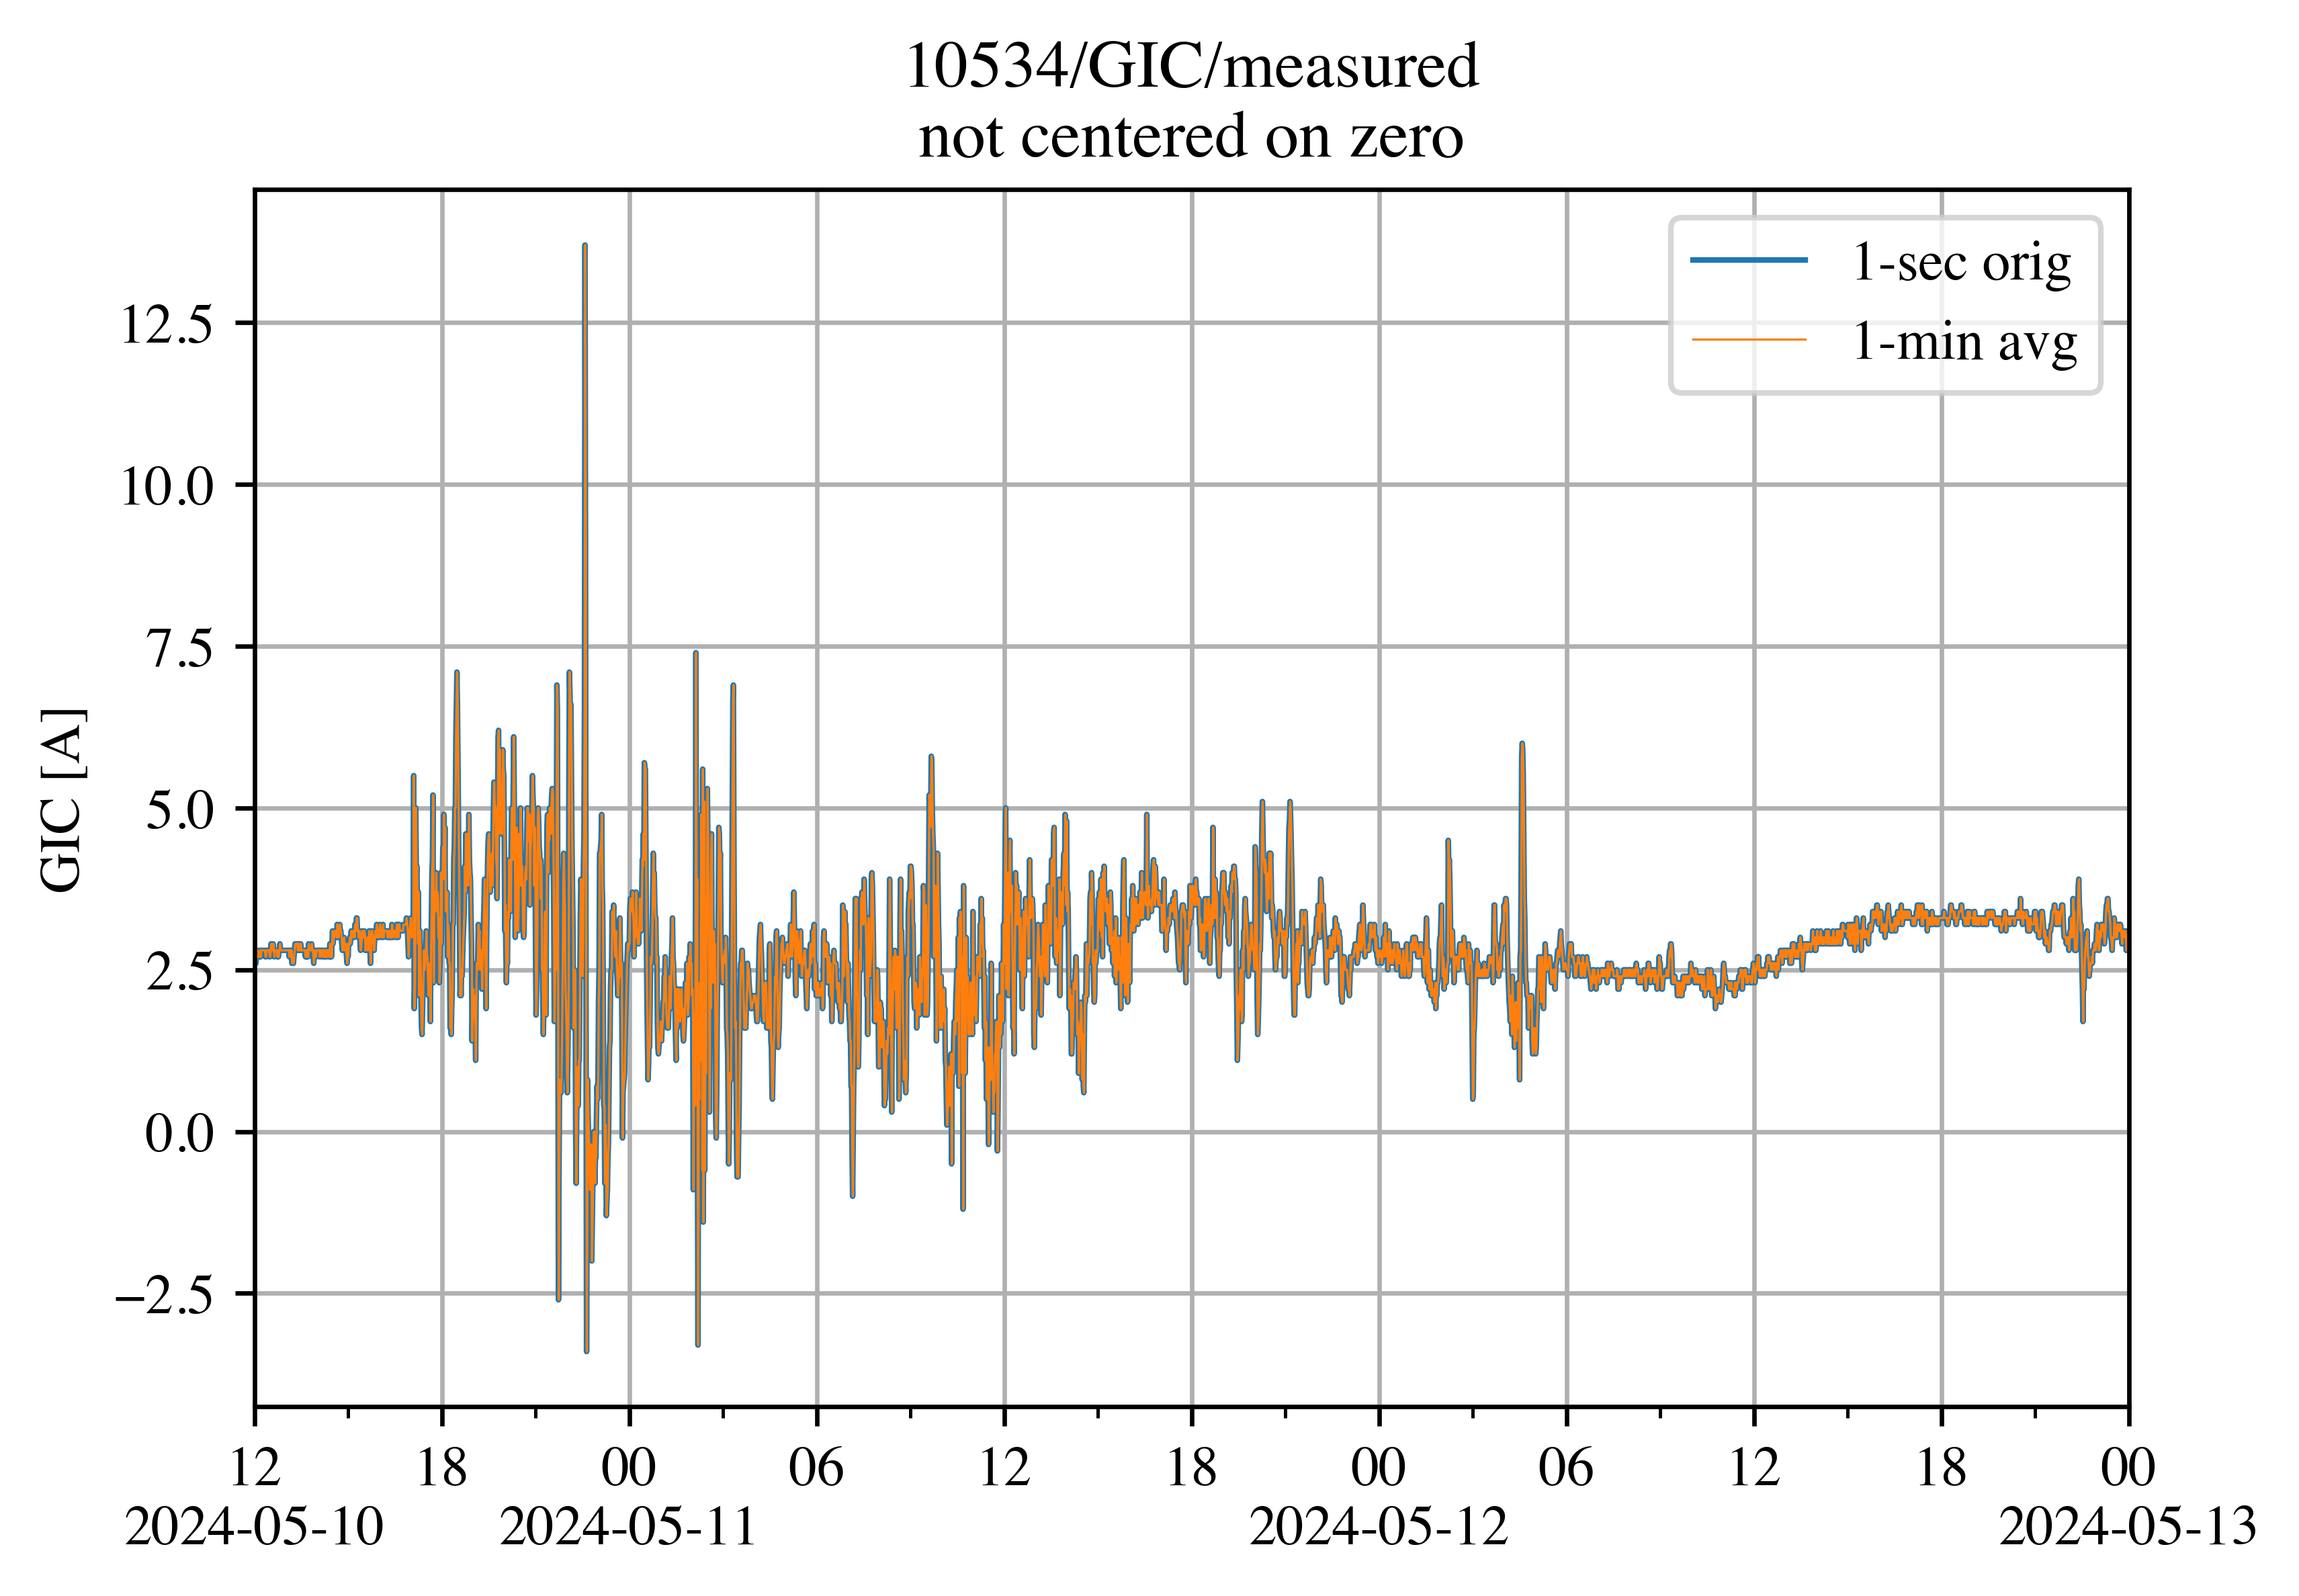 10534/GIC/measured
not centered on zero
1-sec orig
1-min avg
GIC [A]
12.5
10.0
7.5
5.0
2.5
0.0
−2.5
12 18 00 06 12 18 00 06 12 18 00
2024-05-10 2024-05-11 2024-05-12 2024-05-13